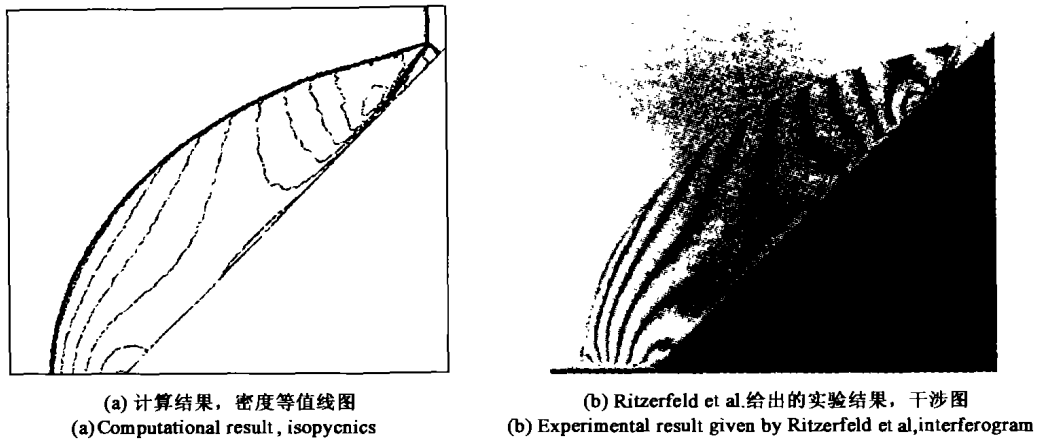 (a) 计算结果，密度等值线图
(a)Computational result, isopycnics
(b) Ritzerfeld et al.给出的实验结果，干涉图
(b) Experimental result given by Ritzerfeld et al,interferogram